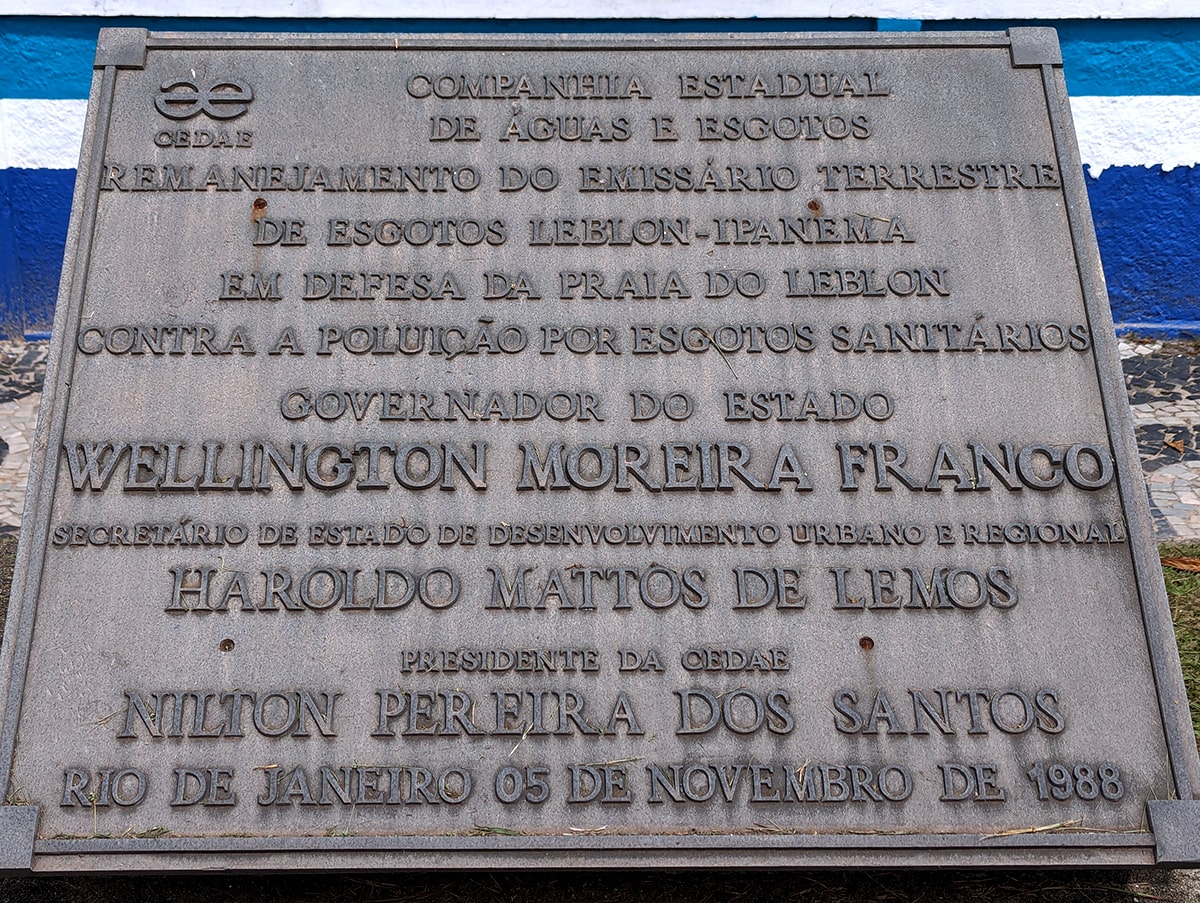 COMPANHIA ESTADUAL
DE ÁGUAS E ESGOTOS
CEDAE
REMANEJAMENTO DO EMISSÁRIO TERRESTRE
DE ESGOTOS LEBLON-IPANEMA
EM DEFESA DA PRAIA DO LEBLON
CONTRA A POLUIÇÃO POR ESGOTOS SANITÁRIOS
GOVERNADOR DO ESTADO
WELLINGTON MOREIRA FRANCO
SECRETÁRIO DE ESTADO DE DESENVOLVIMENTO URBANO E REGIONAL
HAROLDO MATTOS DE LEMOS
PRESIDENTE DA CEDAE
NILTON PEREIRA DOS SANTOS
RIO DE JANEIRO 05 DE NOVEMBRO DE 1988